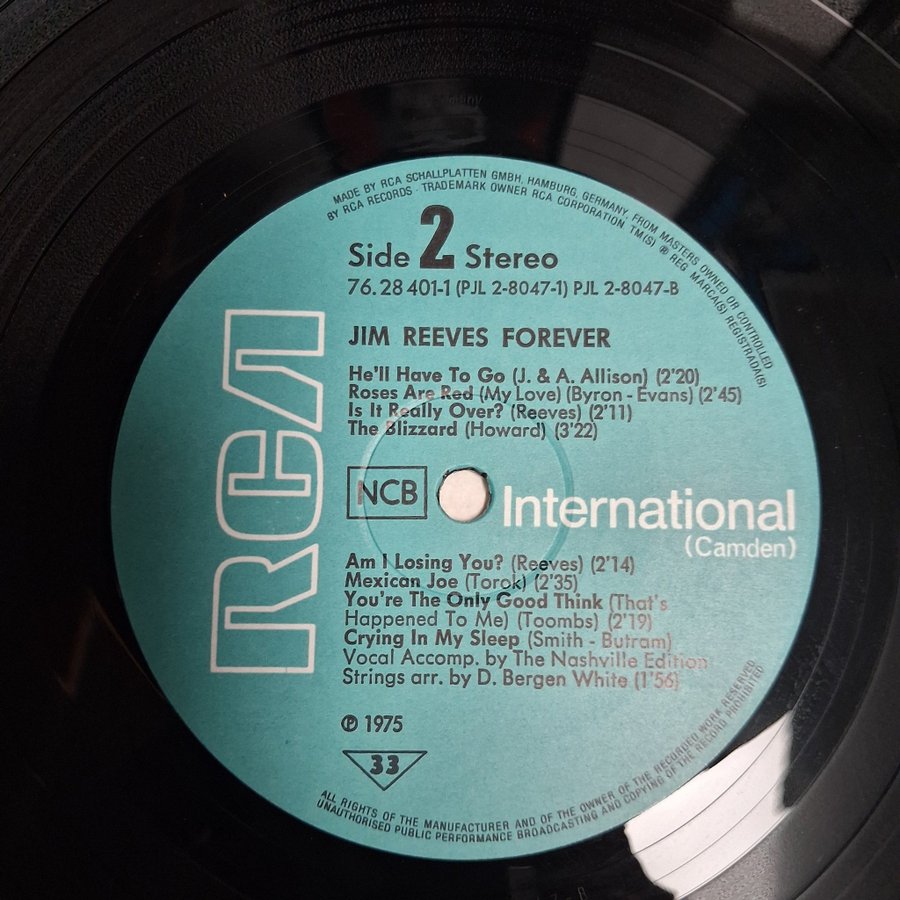 MADE BY RCA SCHALLPLATTEN GMBH, HAMBURG, GERMANY, FROM MASTERS OWNED OR CONTROLLED
BY RCA RECORDS · TRADEMARK OWNER RCA CORPORATION TM(S) ® REG MARCA(S) REGISTRADA(S)
Side 2 Stereo
76.28 401-1 (PJL 2-8047-1) PJL 2-8047-B
JIM REEVES FOREVER
He'll Have To Go (J. & A. Allison) (2'20)
Roses Are Red (My Love) (Byron - Evans) (2'45)
Is It Really Over? (Reeves) (2'11)
The Blizzard (Howard) (3'22)
RCA
NCB
International
(Camden)
Am I Losing You? (Reeves) (2'14)
Mexican Joe (Torok) (2'35)
You're The Only Good Think (That's
Happened To Me) (Toombs) (2'19)
Crying In My Sleep (Smith - Butram)
Vocal Accomp. by The Nashville Edition
Strings arr. by D. Bergen White (1'56)
℗ 1975
33
ALL RIGHTS OF THE MANUFACTURER AND OF THE OWNER OF THE RECORDED WORK RESERVED
UNAUTHORISED PUBLIC PERFORMANCE BROADCASTING AND COPYING OF THE RECORD PROHIBITED